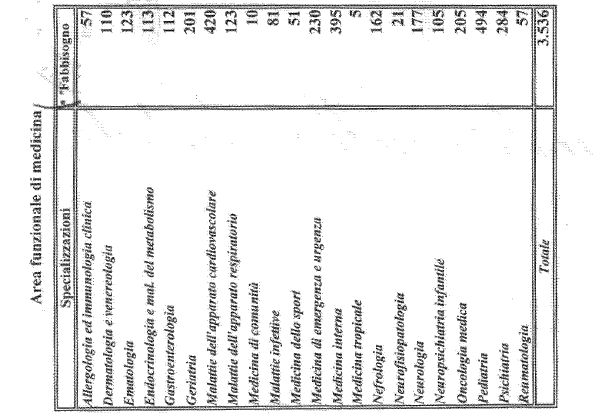 Area funzionale di medicina
Specializzazioni Fabbisogno
Allergologia ed immunologia clinica 57
Dermatologia e venereologia 110
Ematologia 123
Endocrinologia e mal. del metabolismo 113
Gastroenterologia 112
Geriatria 201
Malattie dell'apparato cardiovascolare 420
Malattie dell'apparato respiratorio 123
Medicina di comunità 10
Malattie infettive 81
Medicina dello sport 51
Medicina di emergenza e urgenza 230
Medicina interna 395
Medicina tropicale 5
Nefrologia 162
Neurofisiopatologia 21
Neurologia 177
Neuropsichiatria infantile 105
Oncologia medica 205
Pediatria 494
Psichiatria 284
Reumatologia 57
Totale 3.536